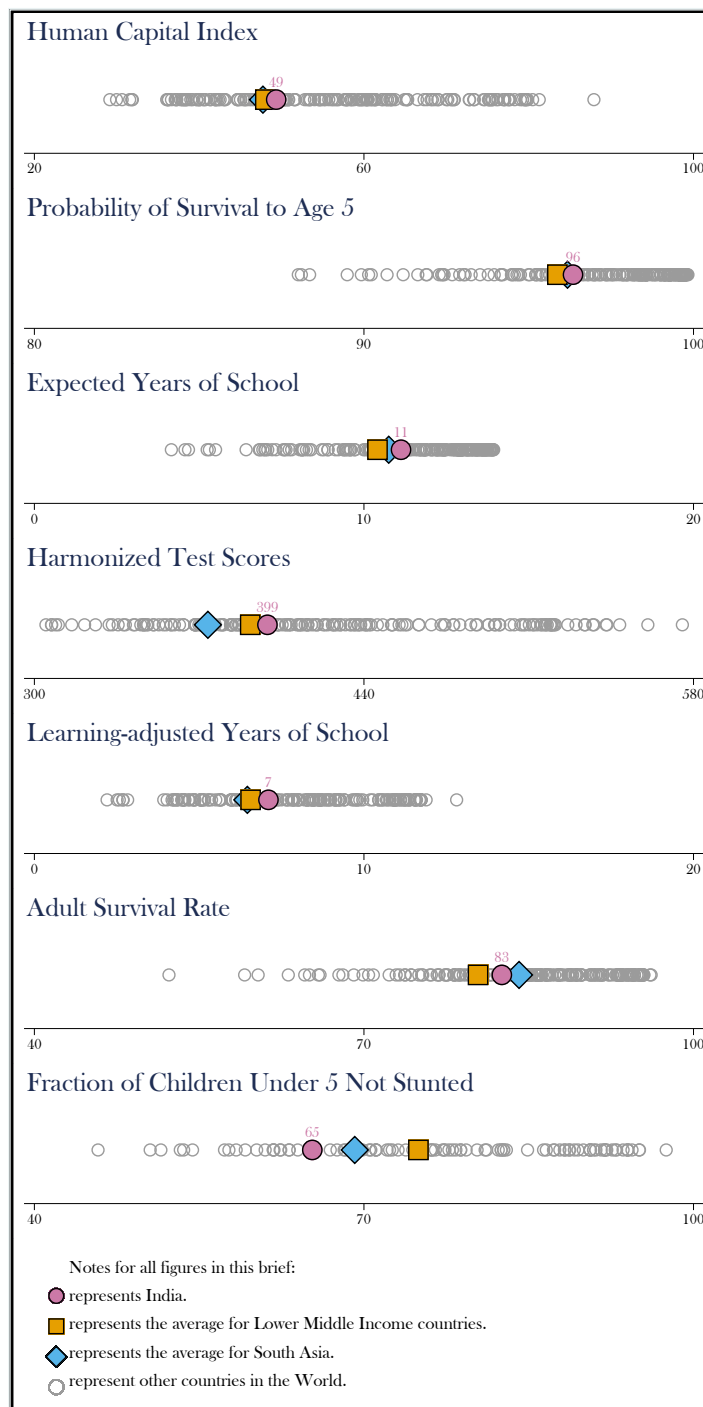 Human Capital Index
49
20 60 100
Probability of Survival to Age 5
96
80 90 100
Expected Years of School
11
0 10 20
Harmonized Test Scores
399
300 440 580
Learning-adjusted Years of School
7
0 10 20
Adult Survival Rate
83
40 70 100
Fraction of Children Under 5 Not Stunted
65
40 70 100
Notes for all figures in this brief:
represents India.
represents the average for Lower Middle Income countries.
represents the average for South Asia.
represent other countries in the World.